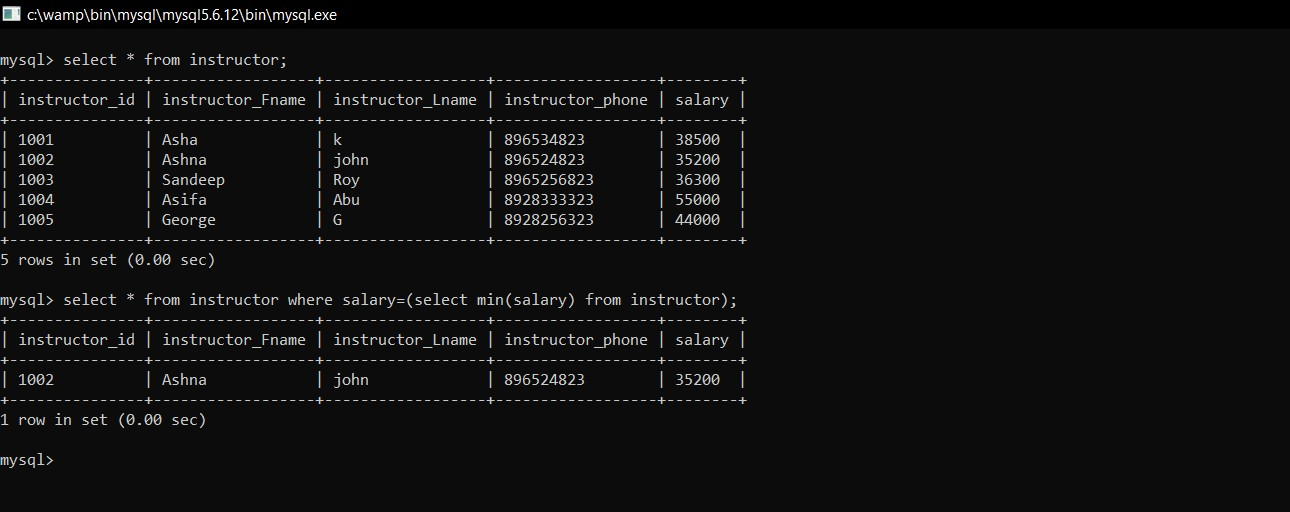 c:\wamp\bin\mysql\mysql5.6.12\bin\mysql.exe
mysql> select * from instructor;
+---------------+------------------+------------------+------------------+--------+
| instructor_id | instructor_Fname | instructor_Lname | instructor_phone | salary |
+---------------+------------------+------------------+------------------+--------+
| 1001          | Asha             | k                | 896534823        | 38500  |
| 1002          | Ashna            | john             | 896524823        | 35200  |
| 1003          | Sandeep          | Roy              | 8965256823       | 36300  |
| 1004          | Asifa            | Abu              | 8928333323       | 55000  |
| 1005          | George           | G                | 8928256323       | 44000  |
+---------------+------------------+------------------+------------------+--------+
5 rows in set (0.00 sec)
mysql> select * from instructor where salary=(select min(salary) from instructor);
+---------------+------------------+------------------+------------------+--------+
| instructor_id | instructor_Fname | instructor_Lname | instructor_phone | salary |
+---------------+------------------+------------------+------------------+--------+
| 1002          | Ashna            | john             | 896524823        | 35200  |
+---------------+------------------+------------------+------------------+--------+
1 row in set (0.00 sec)
mysql>